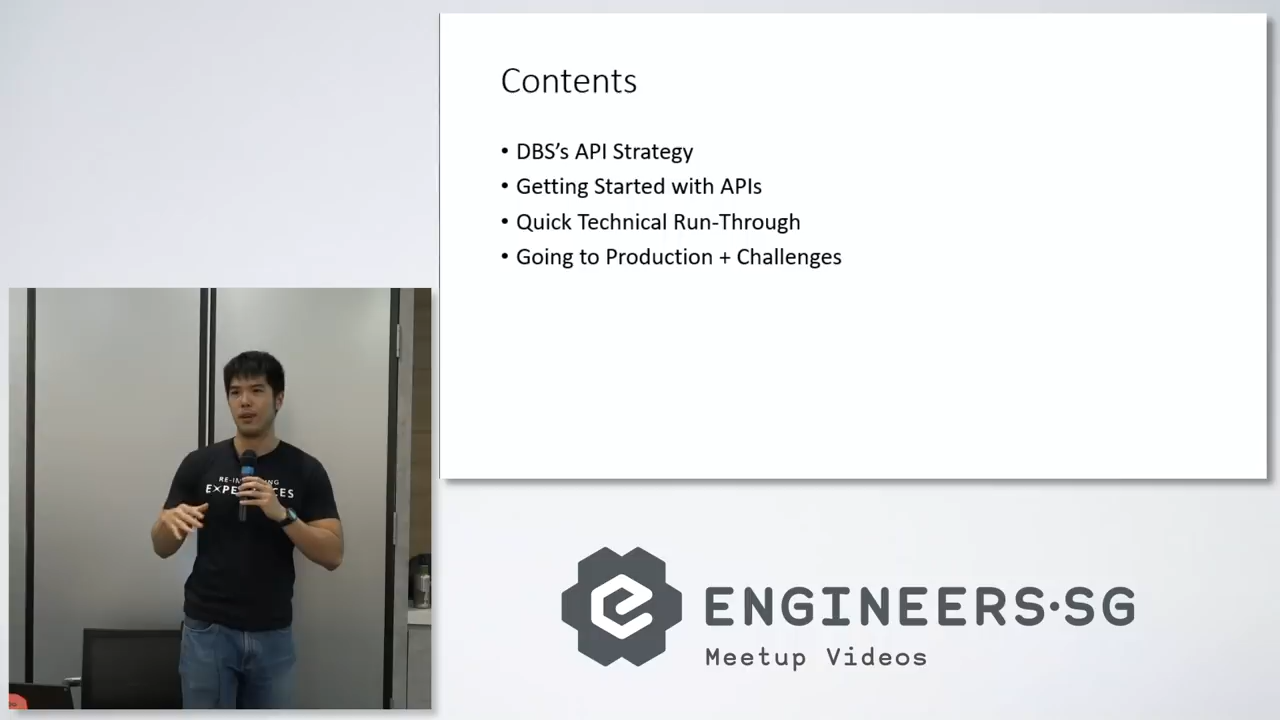 Contents
• DBS’s API Strategy
• Getting Started with APIs
• Quick Technical Run-Through
• Going to Production + Challenges
ENGINEERS·SG
Meetup Videos